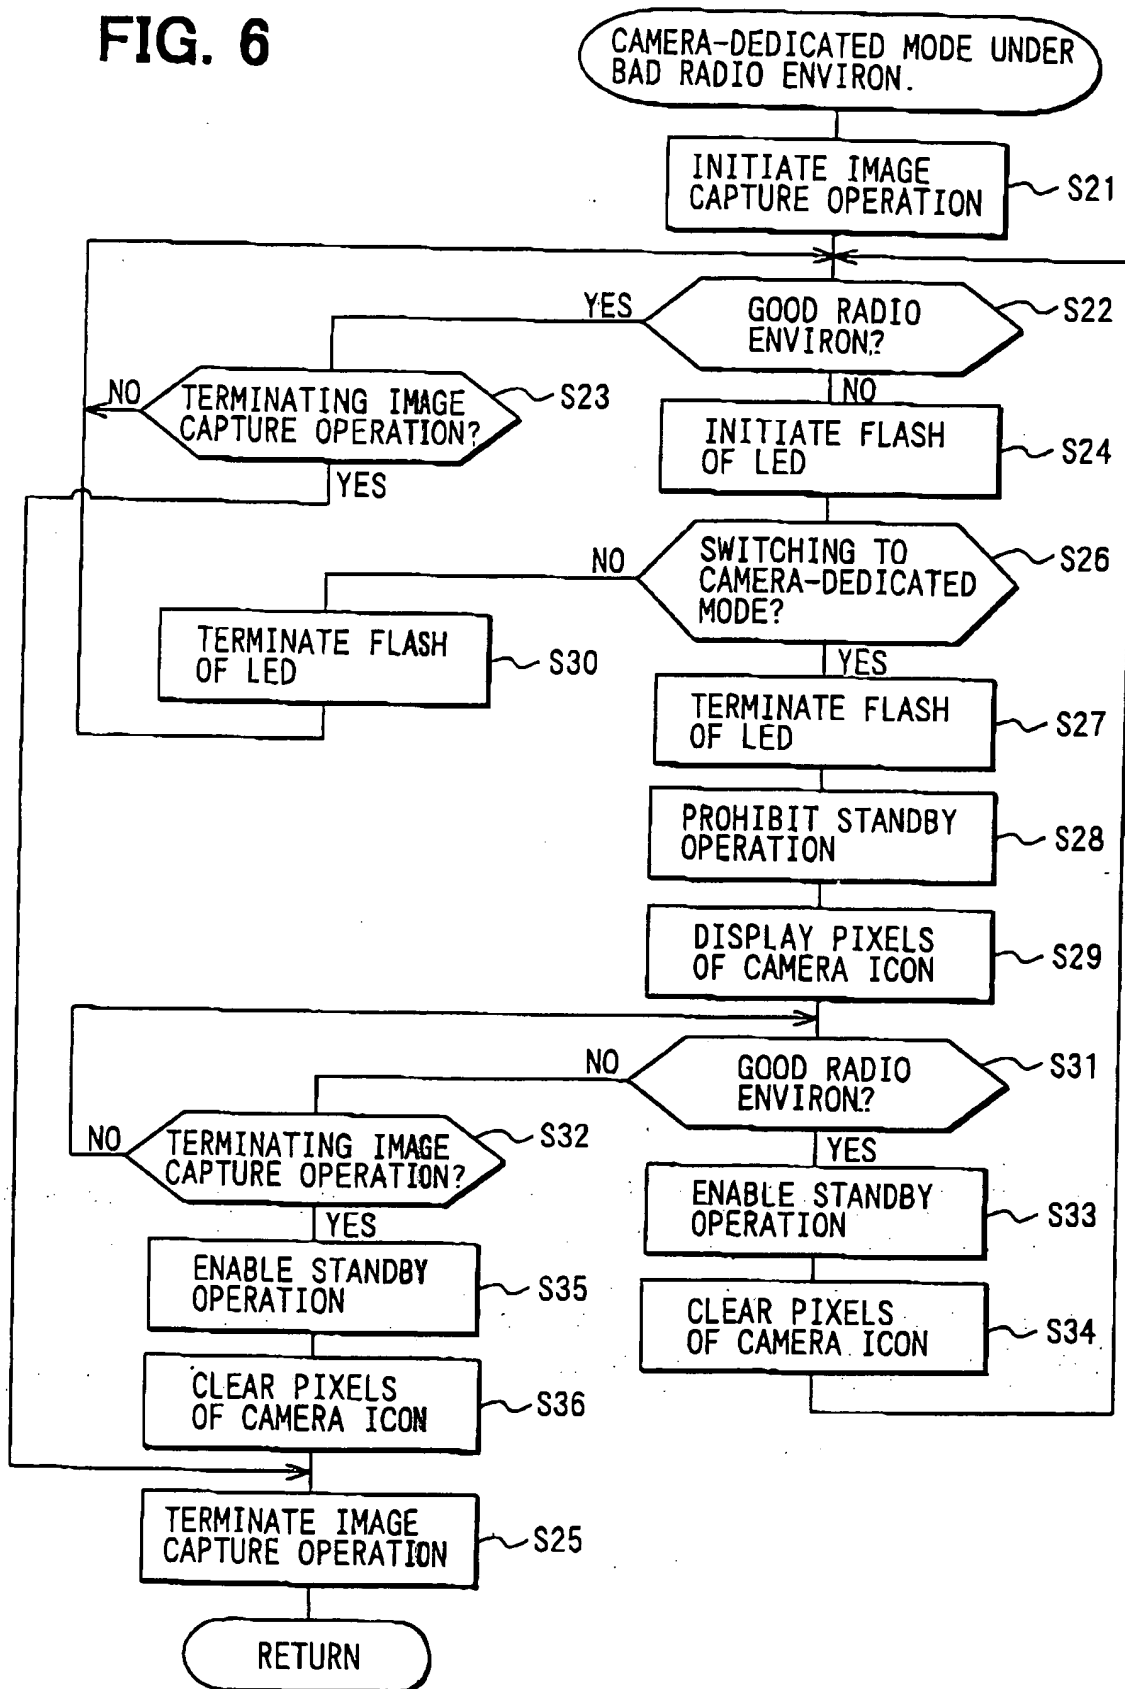 FIG. 6
CAMERA-DEDICATED MODE UNDER
BAD RADIO ENVIRON.
INITIATE IMAGE
CAPTURE OPERATION
S21
GOOD RADIO
ENVIRON.?
S22
YES
NO
TERMINATING IMAGE
CAPTURE OPERATION?
S23
NO
YES
INITIATE FLASH
OF LED
S24
SWITCHING TO
CAMERA-DEDICATED
MODE?
S26
NO
YES
TERMINATE FLASH
OF LED
S30
TERMINATE FLASH
OF LED
S27
PROHIBIT STANDBY
OPERATION
S28
DISPLAY PIXELS
OF CAMERA ICON
S29
GOOD RADIO
ENVIRON.?
S31
NO
YES
TERMINATING IMAGE
CAPTURE OPERATION?
S32
NO
YES
ENABLE STANDBY
OPERATION
S33
ENABLE STANDBY
OPERATION
S35
CLEAR PIXELS
OF CAMERA ICON
S34
CLEAR PIXELS
OF CAMERA ICON
S36
TERMINATE IMAGE
CAPTURE OPERATION
S25
RETURN